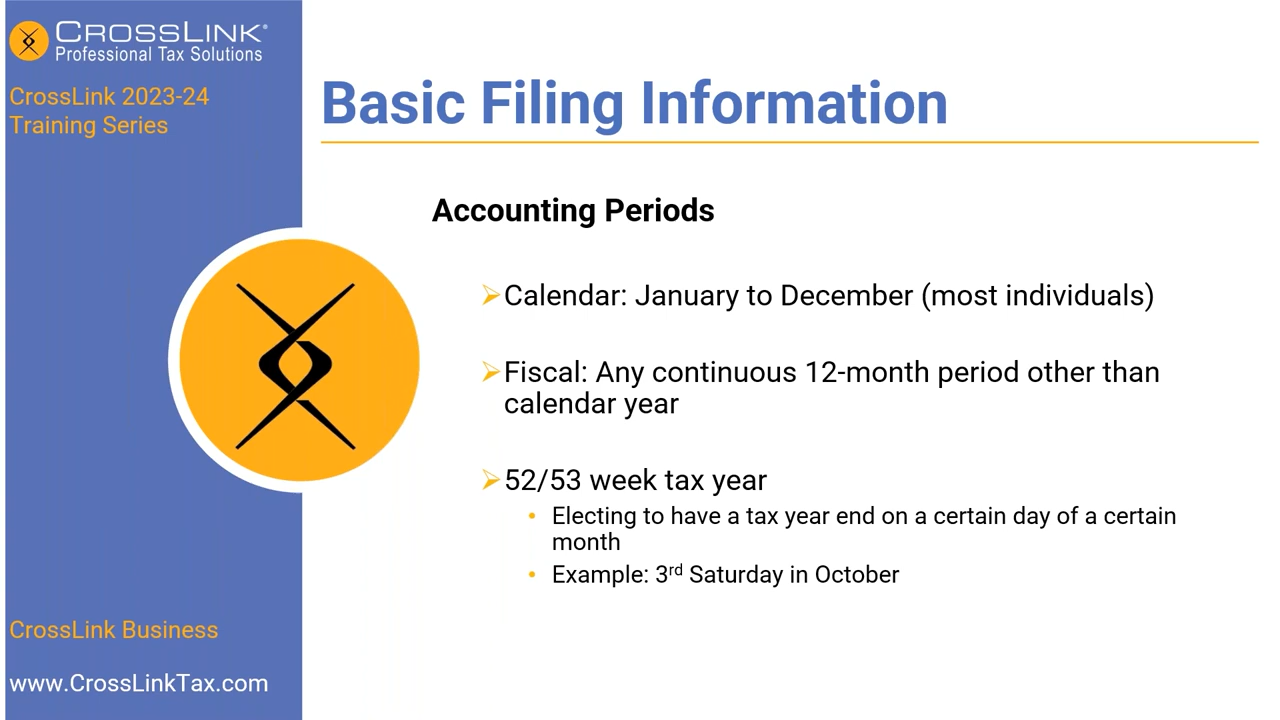 CROSSLINK®
Professional Tax Solutions
CrossLink 2023-24
Training Series
Basic Filing Information
Accounting Periods
➢Calendar: January to December (most individuals)
➢Fiscal: Any continuous 12-month period other than
calendar year
➢52/53 week tax year
• Electing to have a tax year end on a certain day of a certain
month
• Example: 3rd Saturday in October
CrossLink Business
www.CrossLinkTax.com